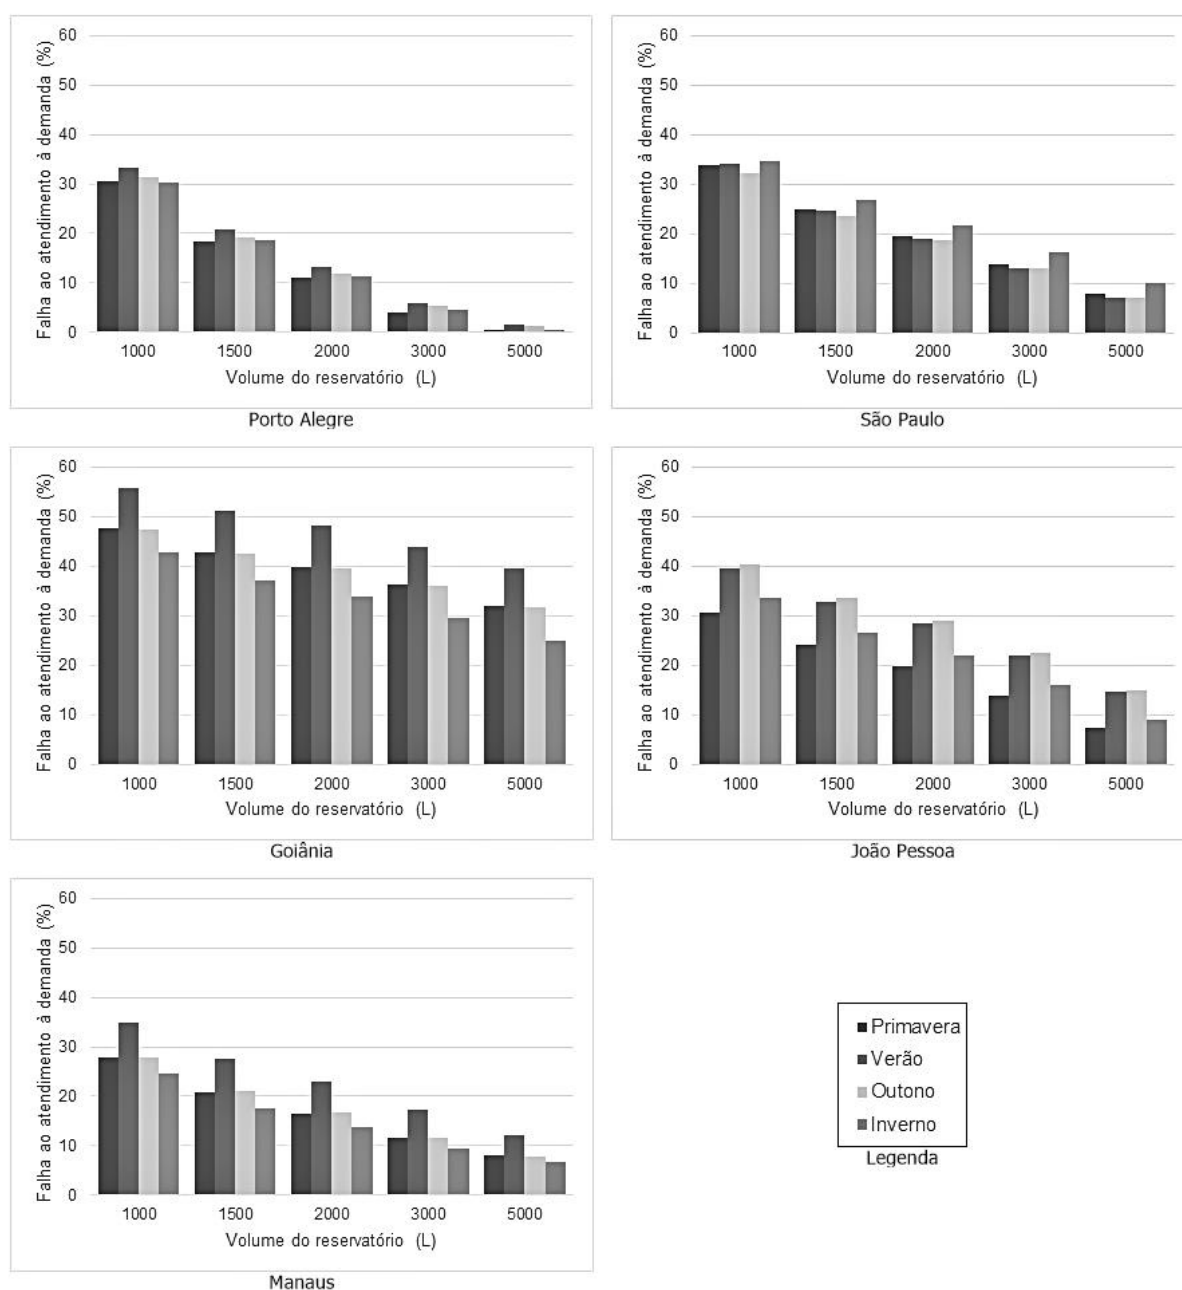 Falha ao atendimento à demanda (%)
60
50
40
30
20
10
0
1000 1500 2000 3000 5000
Volume do reservatório (L)
Porto Alegre
Falha ao atendimento à demanda (%)
60
50
40
30
20
10
0
1000 1500 2000 3000 5000
Volume do reservatório (L)
São Paulo
Falha ao atendimento à demanda (%)
60
50
40
30
20
10
0
1000 1500 2000 3000 5000
Volume do reservatório (L)
Goiânia
Falha ao atendimento à demanda (%)
60
50
40
30
20
10
0
1000 1500 2000 3000 5000
Volume do reservatório (L)
João Pessoa
Falha ao atendimento à demanda (%)
60
50
40
30
20
10
0
1000 1500 2000 3000 5000
Volume do reservatório (L)
Manaus
Primavera
Verão
Outono
Inverno
Legenda